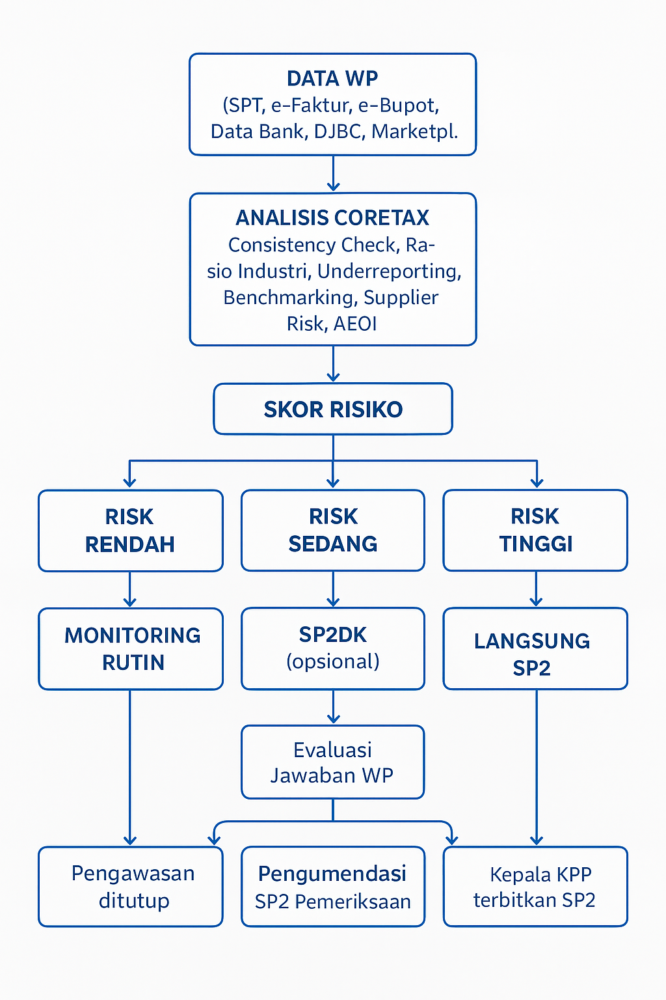 DATA WP
(SPT, e-Faktur, e-Bupot,
Data Bank, DJBC, Marketpl.
ANALISIS CORETAX
Consistency Check, Ra-
sio Industri, Underreporting,
Benchmarking, Supplier
Risk, AEOI
SKOR RISIKO
RISK
RENDAH
RISK
SEDANG
RISK
TINGGI
MONITORING
RUTIN
SP2DK
(opsional)
LANGSUNG
SP2
Evaluasi
Jawaban WP
Pengawasan
ditutup
Pengumendasi
SP2 Pemeriksaan
Kepala KPP
terbitkan SP2